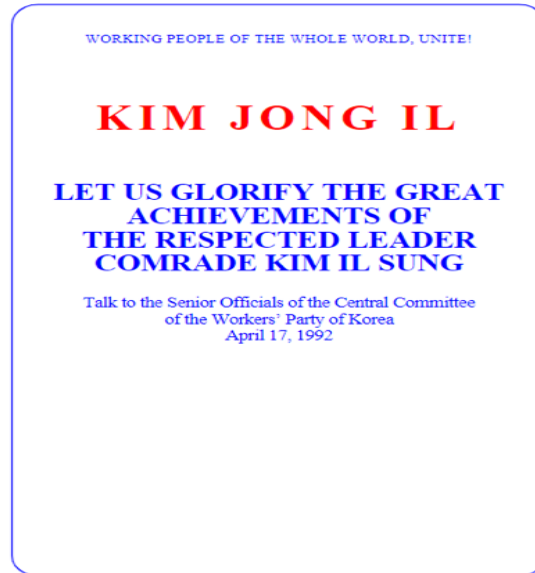 WORKING PEOPLE OF THE WHOLE WORLD, UNITE!
KIM JONG IL
LET US GLORIFY THE GREAT
ACHIEVEMENTS OF
THE RESPECTED LEADER
COMRADE KIM IL SUNG
Talk to the Senior Officials of the Central Committee
of the Workers’ Party of Korea
April 17, 1992